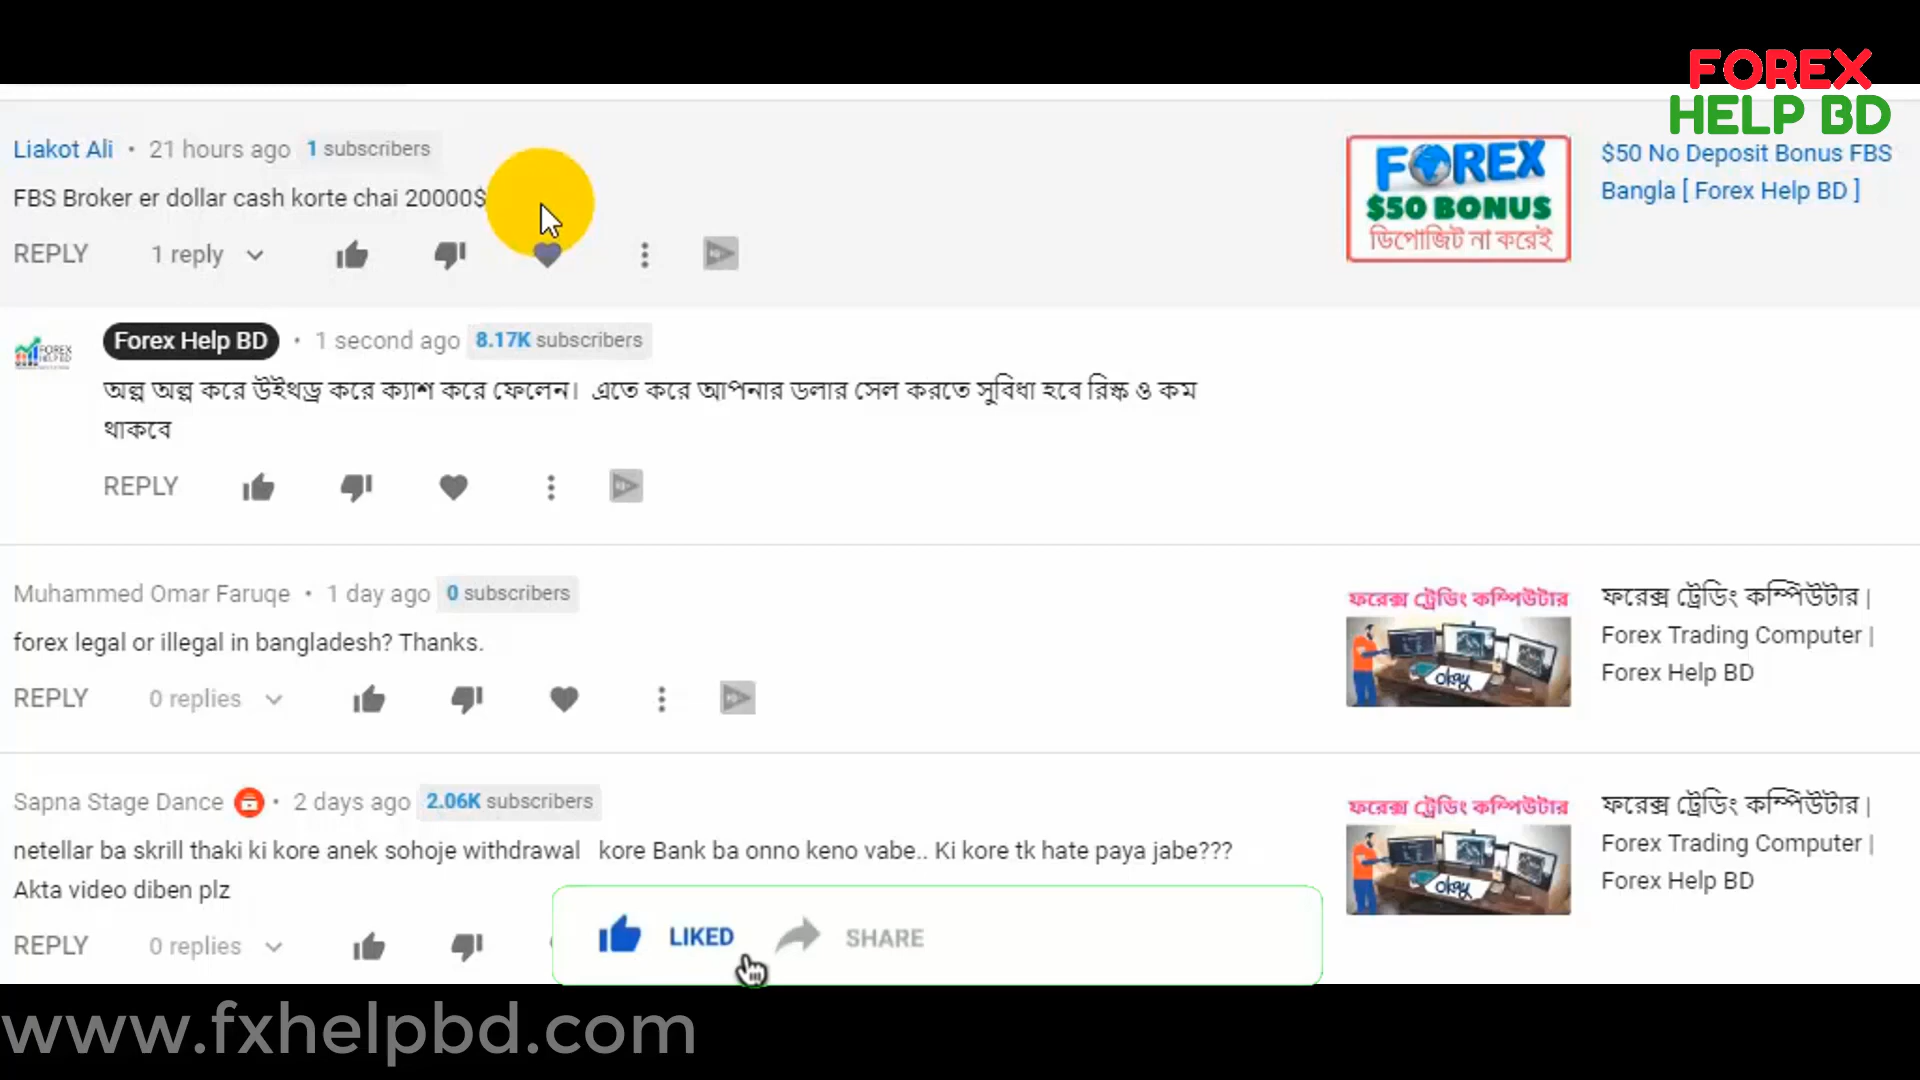 FOREX
HELP BD
Liakot Ali • 21 hours ago 1 subscribers
FBS Broker er dollar cash korte chai 20000$
REPLY 1 reply
FOREX
$50 BONUS
ডিপোজিট না করেই
$50 No Deposit Bonus FBS
Bangla [ Forex Help BD ]
FOREX
HELP BD
Forex Help BD • 1 second ago 8.17K subscribers
অল্প অল্প করে উইথড্র করে ক্যাশ করে ফেলেন। এতে করে আপনার ডলার সেল করতে সুবিধা হবে রিস্ক ও কম
থাকবে
REPLY
Muhammed Omar Faruqe • 1 day ago 0 subscribers
forex legal or illegal in bangladesh? Thanks.
REPLY 0 replies
ফরেক্স ট্রেডিং কম্পিউটার
okay
ফরেক্স ট্রেডিং কম্পিউটার |
Forex Trading Computer |
Forex Help BD
Sapna Stage Dance • 2 days ago 2.06K subscribers
netellar ba skrill thaki ki kore anek sohoje withdrawal kore Bank ba onno keno vabe.. Ki kore tk hate paya jabe???
Akta video diben plz
REPLY 0 replies
ফরেক্স ট্রেডিং কম্পিউটার
okay
ফরেক্স ট্রেডিং কম্পিউটার |
Forex Trading Computer |
Forex Help BD
LIKED SHARE
www.fxhelpbd.com